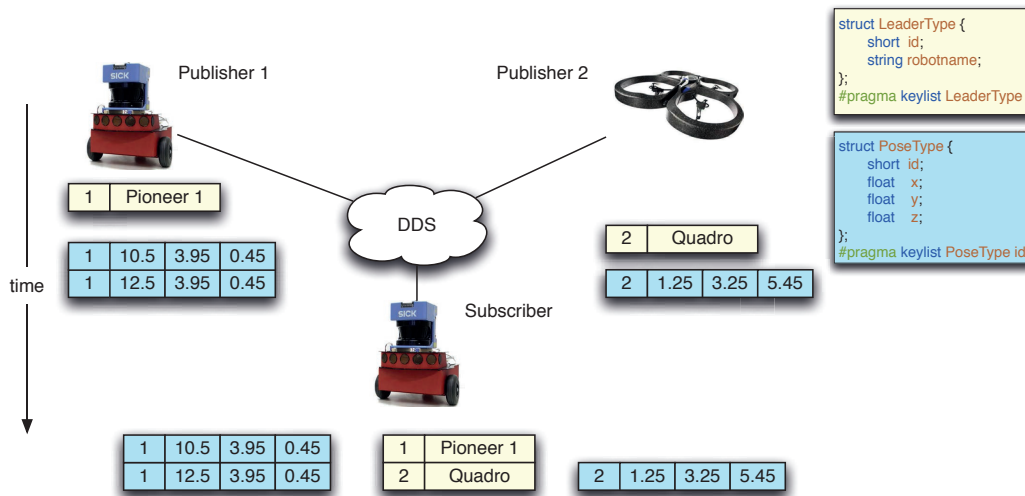 struct LeaderType {
short id;
string robotname;
};
#pragma keylist LeaderType
struct PoseType {
short id;
float x;
float y;
float z;
};
#pragma keylist PoseType id
Publisher 1
Publisher 2
SICK
1 Pioneer 1
DDS
2 Quadro
1 10.5 3.95 0.45
1 12.5 3.95 0.45
2 1.25 3.25 5.45
time
Subscriber
SICK
1 10.5 3.95 0.45
1 12.5 3.95 0.45
1 Pioneer 1
2 Quadro
2 1.25 3.25 5.45